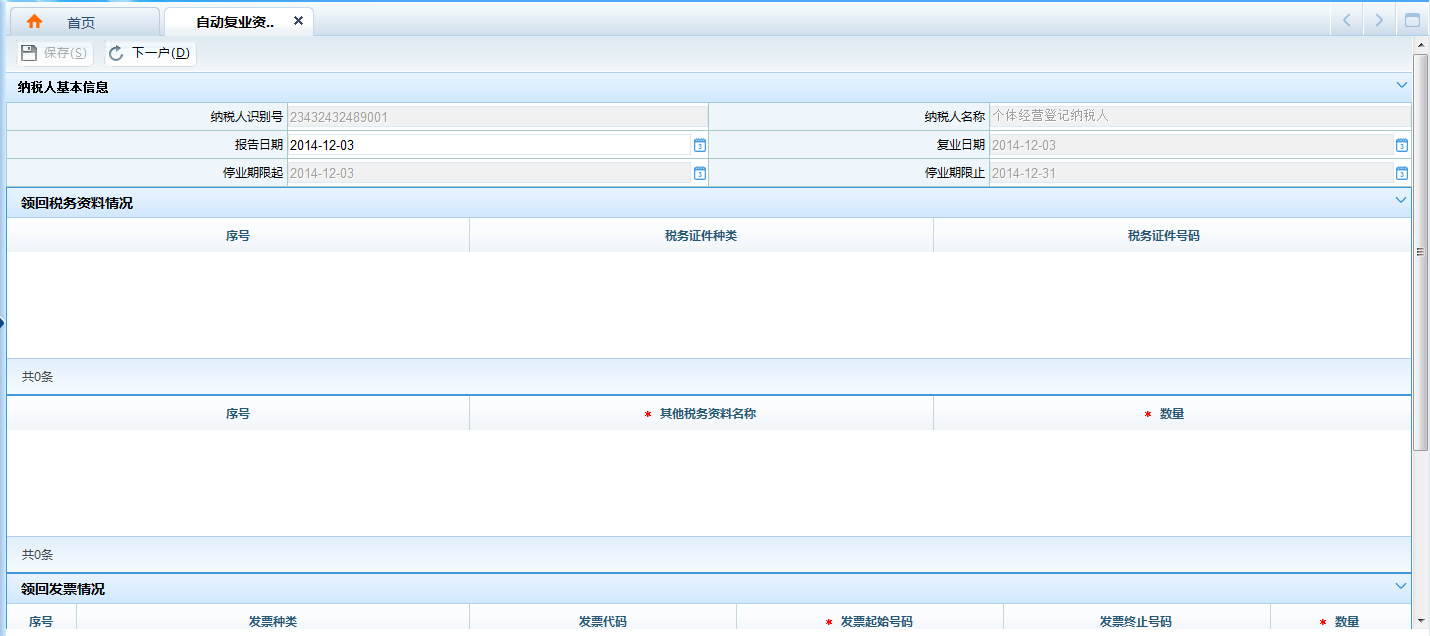 首页 自动复业资..
保存(S) 下一户(D)
纳税人基本信息
纳税人识别号 23432432489001 纳税人名称 个体经营登记纳税人
报告日期 2014-12-03 复业日期 2014-12-03
停业期限起 2014-12-03 停业期限止 2014-12-31
领回税务资料情况
序号 税务证件种类 税务证件号码
共0条
序号 * 其他税务资料名称 * 数量
共0条
领回发票情况
序号 发票种类 发票代码 * 发票起始号码 发票终止号码 * 数量